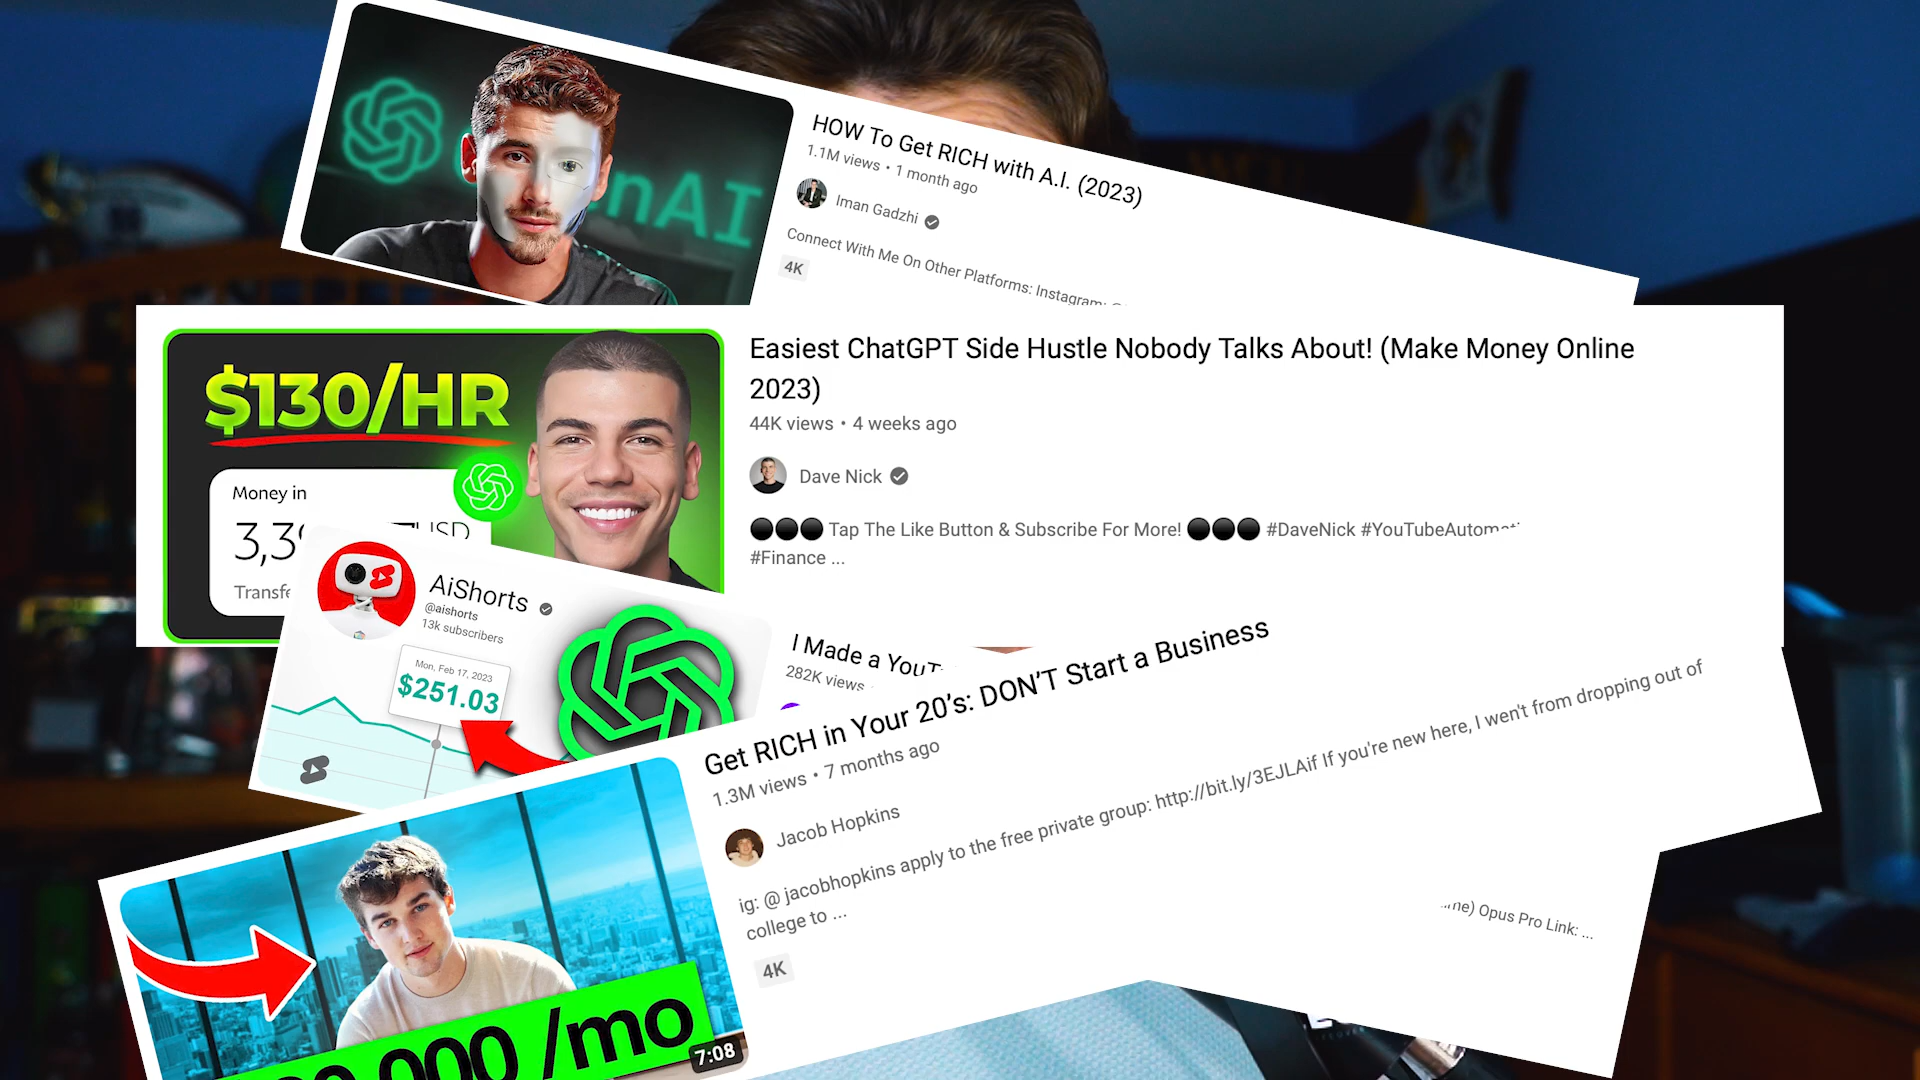 HOW To Get RICH with A.I. (2023)
1.1M views • 1 month ago
Iman Gadzhi
Connect With Me On Other Platforms: Instagram:
4K
$130/HR
Money in
Easiest ChatGPT Side Hustle Nobody Talks About! (Make Money Online
2023)
44K views • 4 weeks ago
Dave Nick
Tap The Like Button & Subscribe For More! #DaveNick
#Finance ...
AiShorts
@aishorts
13k subscribers
Mon, Feb 17, 2023
$251.03
I Made a
282K views
Get RICH in Your 20's: DON'T Start a Business
1.3M views • 7 months ago
Jacob Hopkins
ig: @ jacobhopkins apply to the free private group: http://bit.ly/3EJLAif If you're new here, I wen't from dropping out of
college to ...
4K
000 /mo
7:08
Opus Pro Link: ...